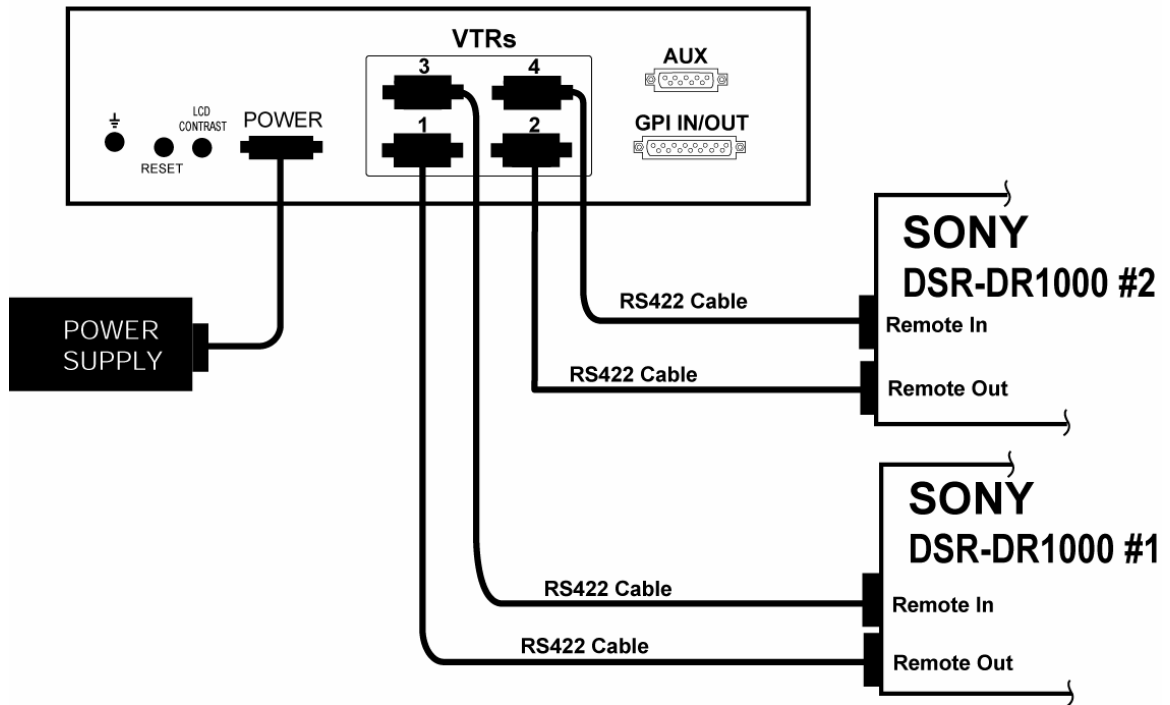 VTRs
3
4
AUX
LCD
CONTRAST
POWER
1
2
GPI IN/OUT
RESET
SONY
DSR-DR1000 #2
RS422 Cable
Remote In
POWER
SUPPLY
RS422 Cable
Remote Out
SONY
DSR-DR1000 #1
RS422 Cable
Remote In
RS422 Cable
Remote Out